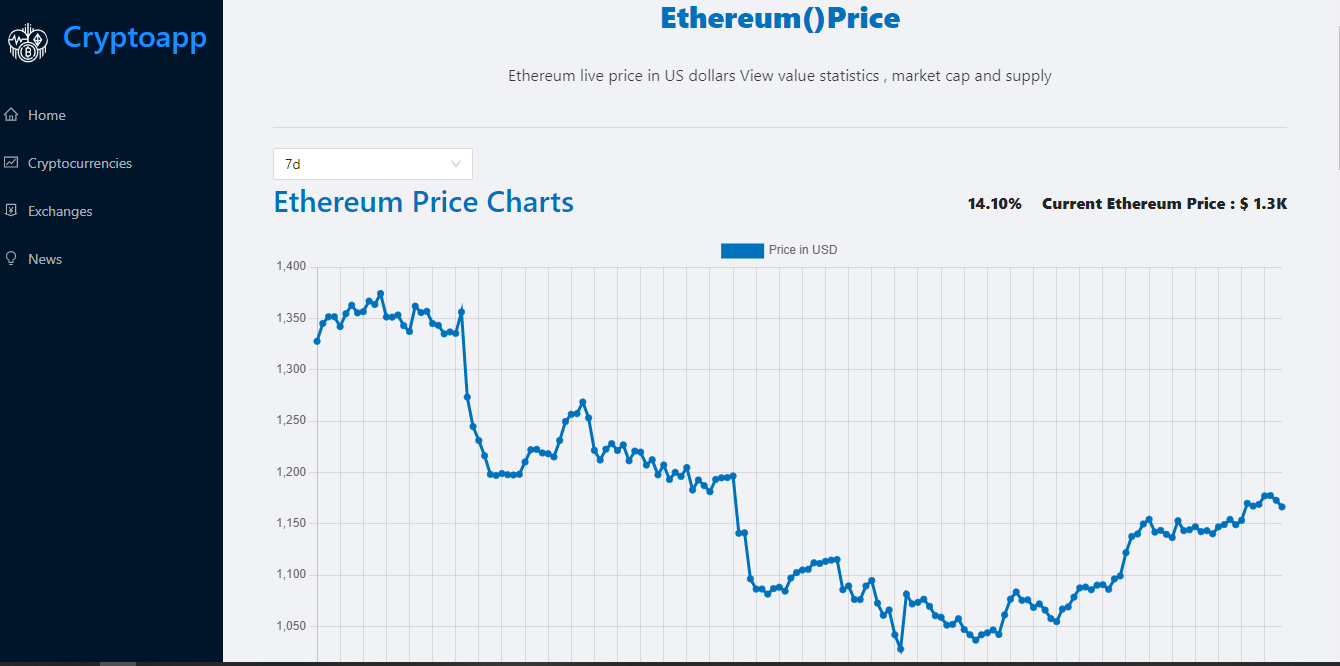 Cryptoapp
Home
Cryptocurrencies
Exchanges
News
Ethereum()Price
Ethereum live price in US dollars View value statistics , market cap and supply
7d
Ethereum Price Charts
14.10% Current Ethereum Price : $ 1.3K
Price in USD
1,400
1,350
1,300
1,250
1,200
1,150
1,100
1,050